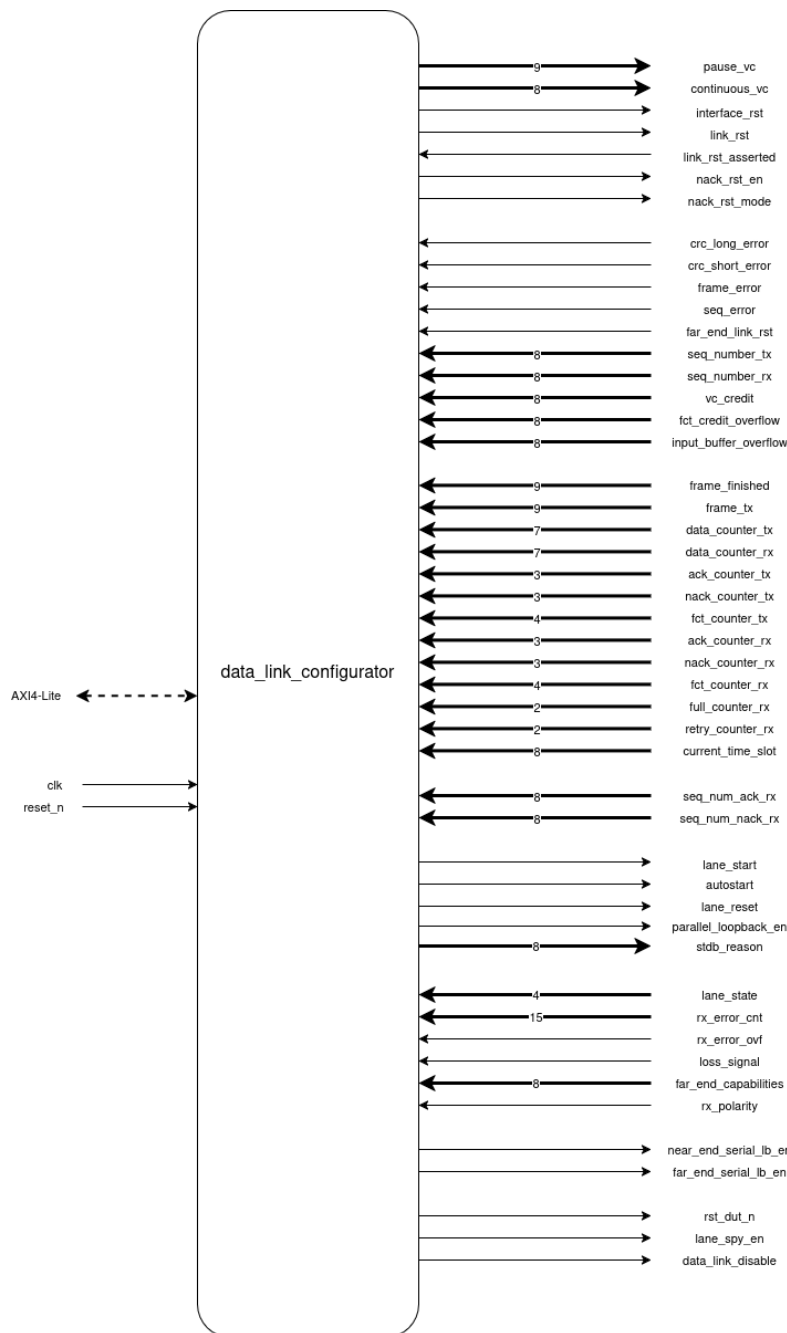 9 pause_vc
8 continuous_vc
interface_rst
link_rst
link_rst_asserted
nack_rst_en
nack_rst_mode
crc_long_error
crc_short_error
frame_error
seq_error
far_end_link_rst
8 seq_number_tx
8 seq_number_rx
8 vc_credit
8 fct_credit_overflow
8 input_buffer_overflow
9 frame_finished
9 frame_tx
7 data_counter_tx
7 data_counter_rx
3 ack_counter_tx
3 nack_counter_tx
4 fct_counter_tx
3 ack_counter_rx
3 nack_counter_rx
data_link_configurator
4 fct_counter_rx
AXI4-Lite
2 full_counter_rx
2 retry_counter_rx
8 current_time_slot
clk
8 seq_num_ack_rx
reset_n
8 seq_num_nack_rx
lane_start
autostart
lane_reset
parallel_loopback_en
8 stdb_reason
4 lane_state
15 rx_error_cnt
rx_error_ovf
loss_signal
8 far_end_capabilities
rx_polarity
near_end_serial_lb_er
far_end_serial_lb_en
rst_dut_n
lane_spy_en
data_link_disable